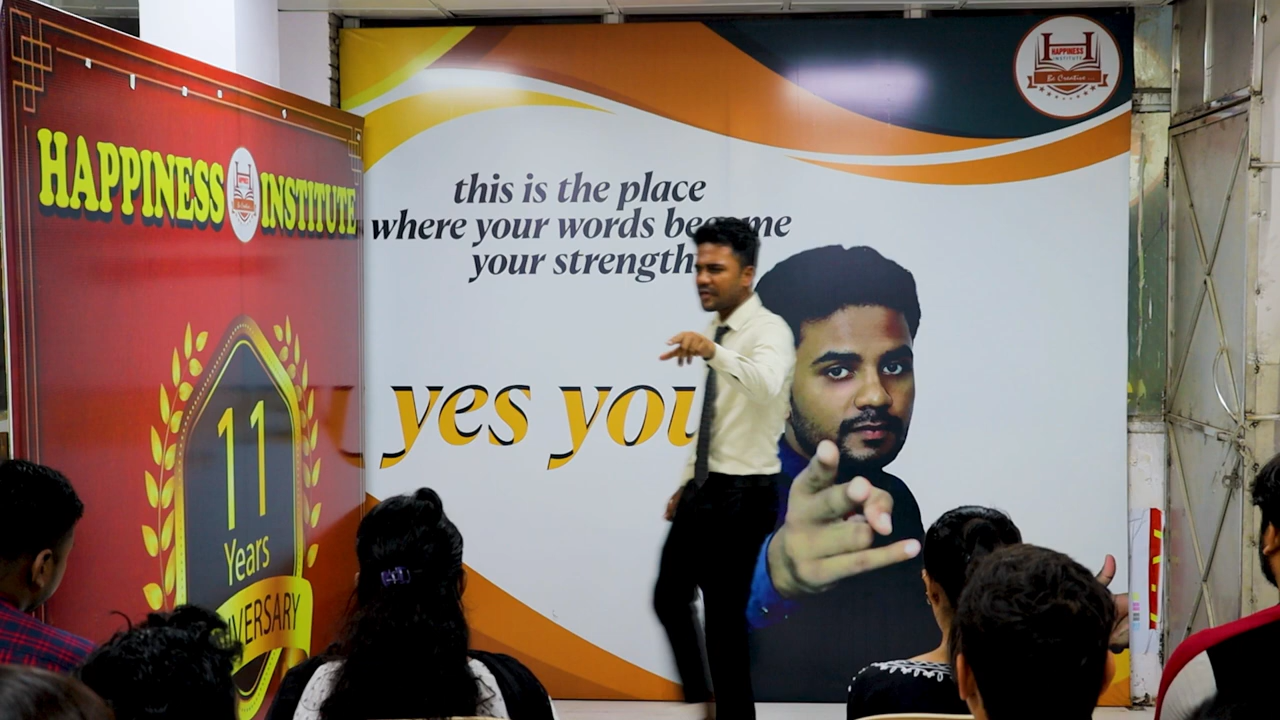 HAPPINESS INSTITUTE
11
Years
VERSARY
HAPPINESS
INSTITUTE
Be Creative...
this is the place
where your words become
your strength
yes you